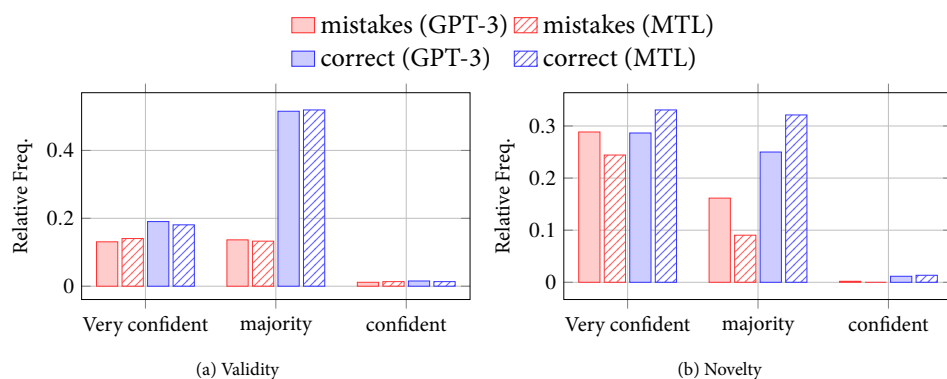 mistakes (GPT-3) mistakes (MTL)
correct (GPT-3) correct (MTL)
Relative Freq.
0.4
0.2
0
Very confident majority confident
(a) Validity
Relative Freq.
0.3
0.2
0.1
0
Very confident majority confident
(b) Novelty